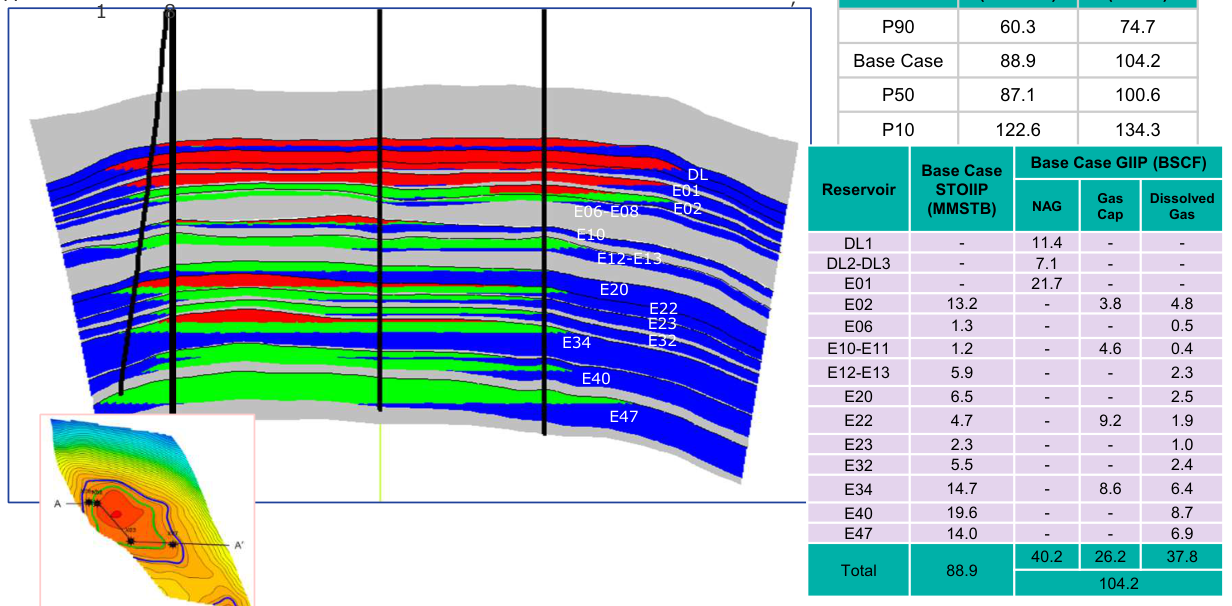 1
8
P90 60.3 74.7
Base Case 88.9 104.2
P50 87.1 100.6
P10 122.6 134.3
DL
E01
E02
E06-E08
E10
E12-E13
E20
E22
E23
E32
E34
E40
E47
A
A'
Reservoir Base Case STOIIP (MMSTB) Base Case GIIP (BSCF)
NAG Gas Cap Dissolved Gas
DL1 - 11.4 - -
DL2-DL3 - 7.1 - -
E01 - 21.7 - -
E02 13.2 - 3.8 4.8
E06 1.3 - - 0.5
E10-E11 1.2 - 4.6 0.4
E12-E13 5.9 - - 2.3
E20 6.5 - - 2.5
E22 4.7 - 9.2 1.9
E23 2.3 - - 1.0
E32 5.5 - - 2.4
E34 14.7 - 8.6 6.4
E40 19.6 - - 8.7
E47 14.0 - - 6.9
Total 88.9 40.2 26.2 37.8
104.2